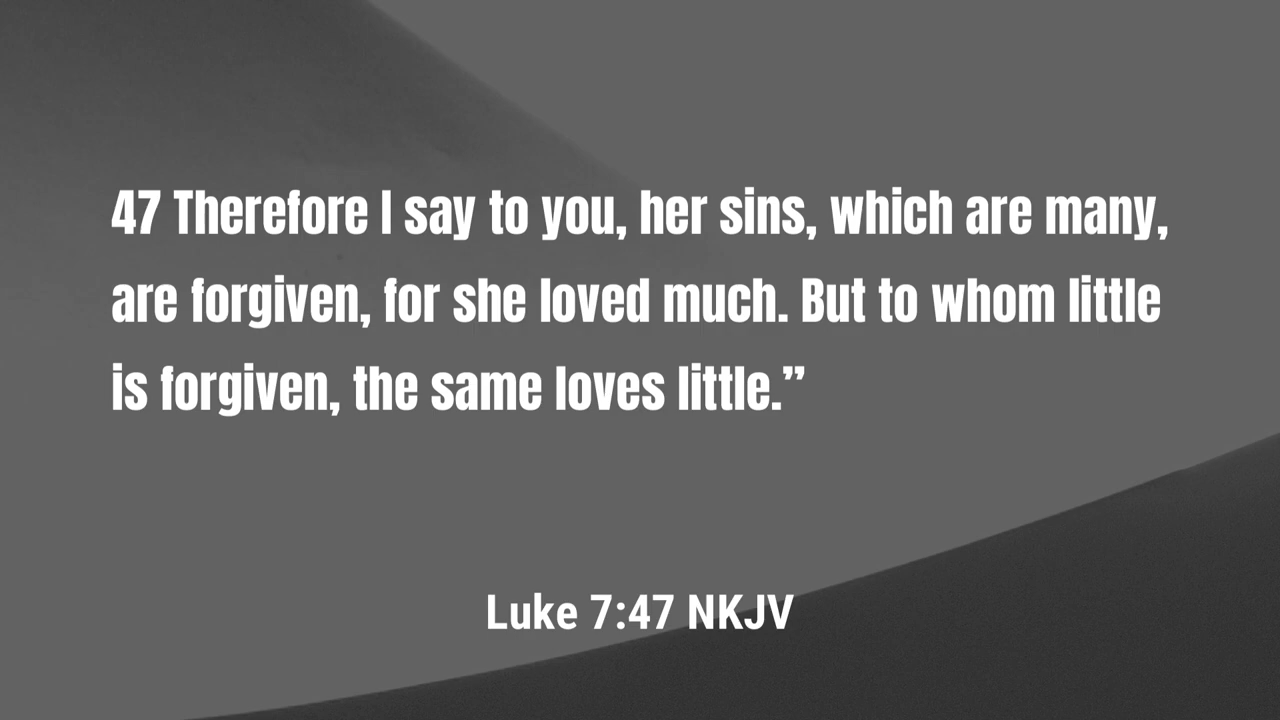 47 Therefore I say to you, her sins, which are many,
are forgiven, for she loved much. But to whom little
is forgiven, the same loves little.”
Luke 7:47 NKJV